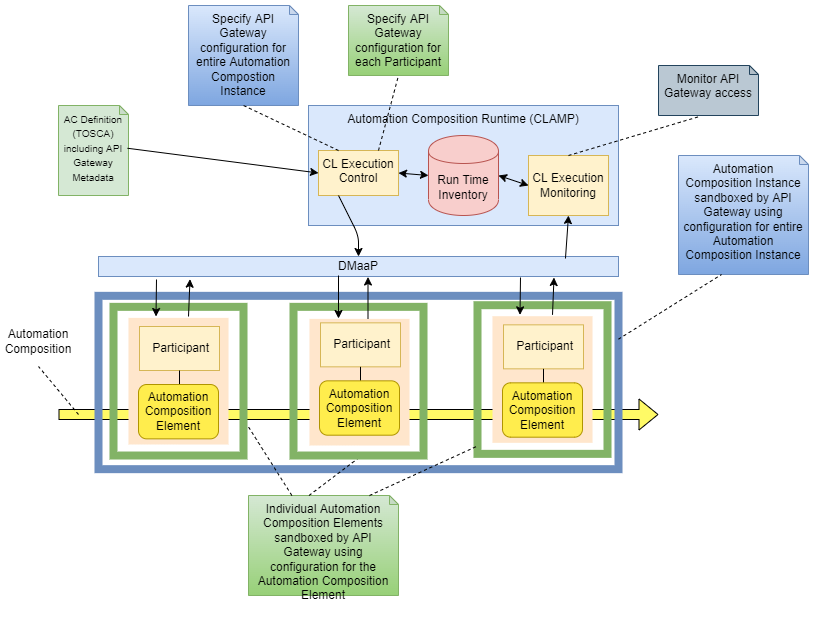 Specify API
Gateway
configuration for
entire Automation
Compostion
Instance
Specify API
Gateway
configuration for
each Participant
Monitor API
Gateway access
AC Definition
(TOSCA)
including API
Gateway
Metadata
Automation Composition Runtime (CLAMP)
CL Execution
Control
Run Time
Inventory
CL Execution
Monitoring
Automation
Composition Instance
sandboxed by API
Gateway using
configuration for entire
Automation
Composition Instance
DMaaP
Automation
Composition
Participant
Participant
Participant
Automation
Composition
Element
Automation
Composition
Element
Automation
Composition
Element
Individual Automation
Composition Elements
sandboxed by API
Gateway using
configuration for the
Automation Composition
Element